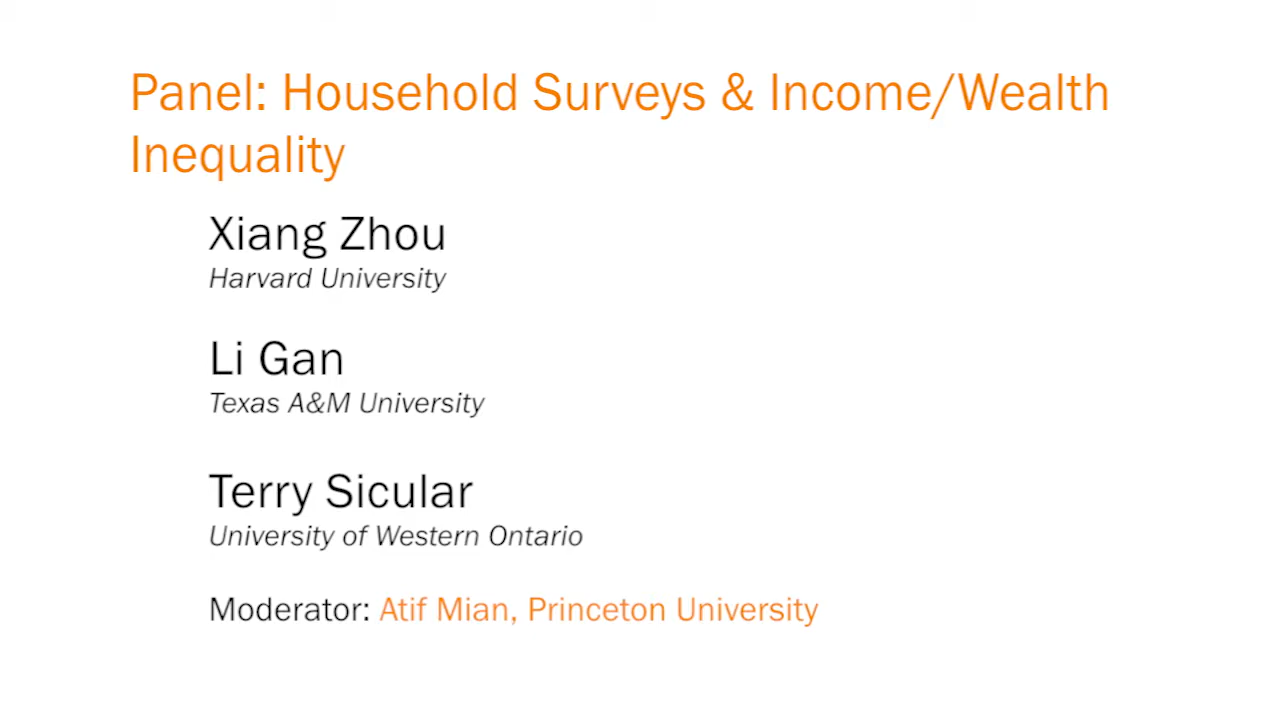 Panel: Household Surveys & Income/Wealth
Inequality
Xiang Zhou
Harvard University
Li Gan
Texas A&M University
Terry Sicular
University of Western Ontario
Moderator: Atif Mian, Princeton University